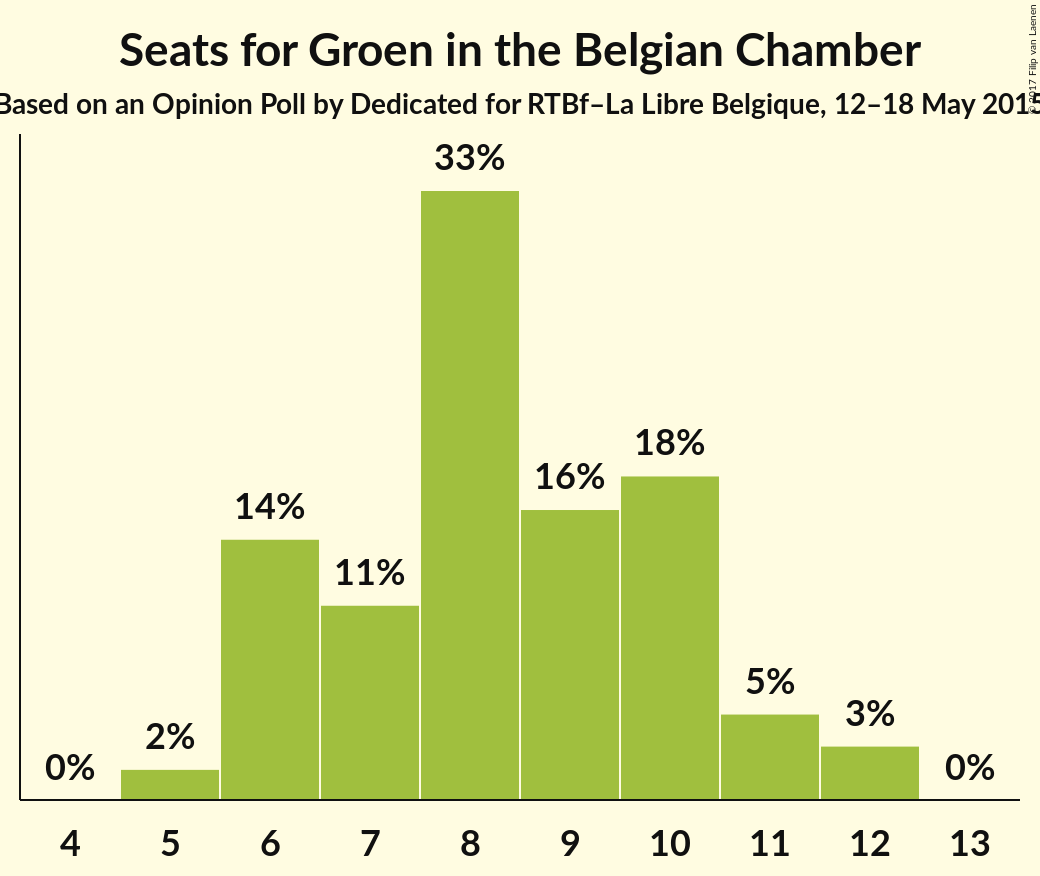 Seats for Groen in the Belgian Chamber
Based on an Opinion Poll by Dedicated for RTBf–La Libre Belgique, 12–18 May 2015
© 2017 Filip van Laenen
33%
18%
16%
14%
11%
5%
3%
2%
0%
0%
4 5 6 7 8 9 10 11 12 13